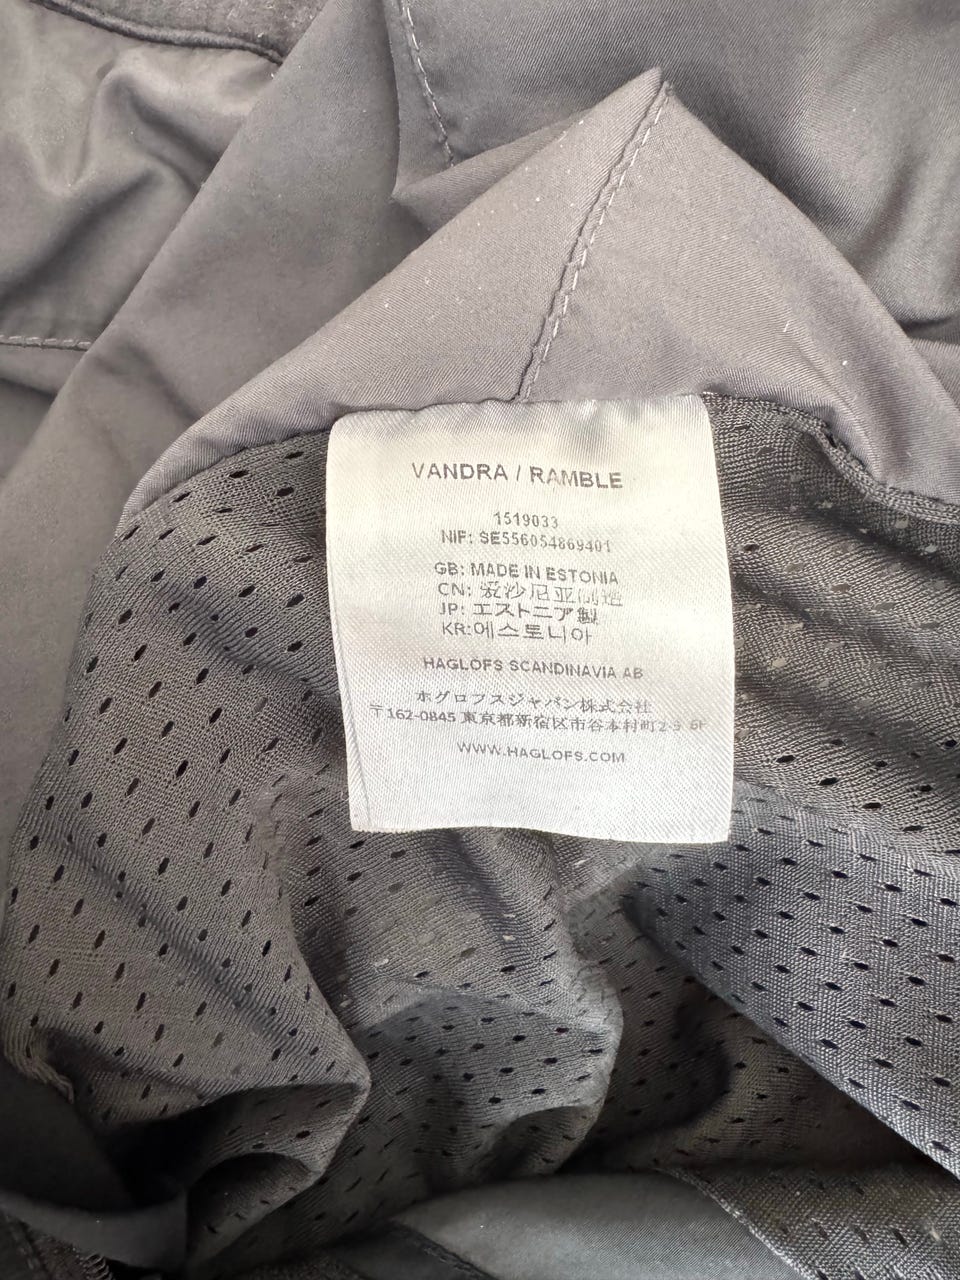 VANDRA / RAMBLE
1519033
NIF: SE556054869401
GB: MADE IN ESTONIA
CN: 爱沙尼亚制造
JP: エストニア製
KR:에스토니아
HAGLÖFS SCANDINAVIA AB
ホグロフスジャパン株式会社
〒162-0845 東京都新宿区市谷本村町2-5 6F
WWW.HAGLOFS.COM